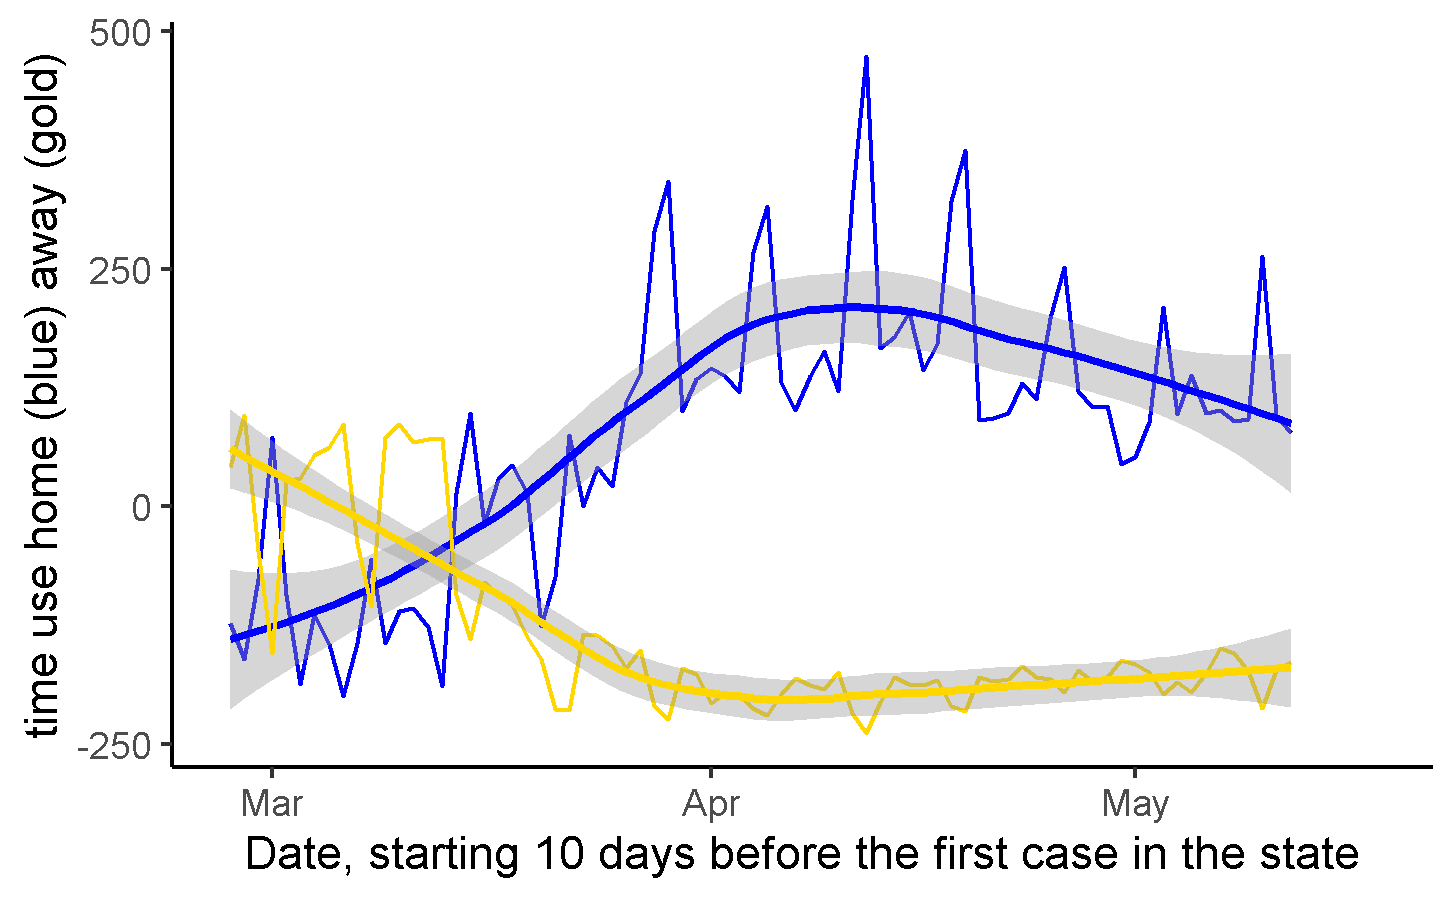 time use home (blue) away (gold)
500
250
0
-250
Mar
Apr
May
Date, starting 10 days before the first case in the state